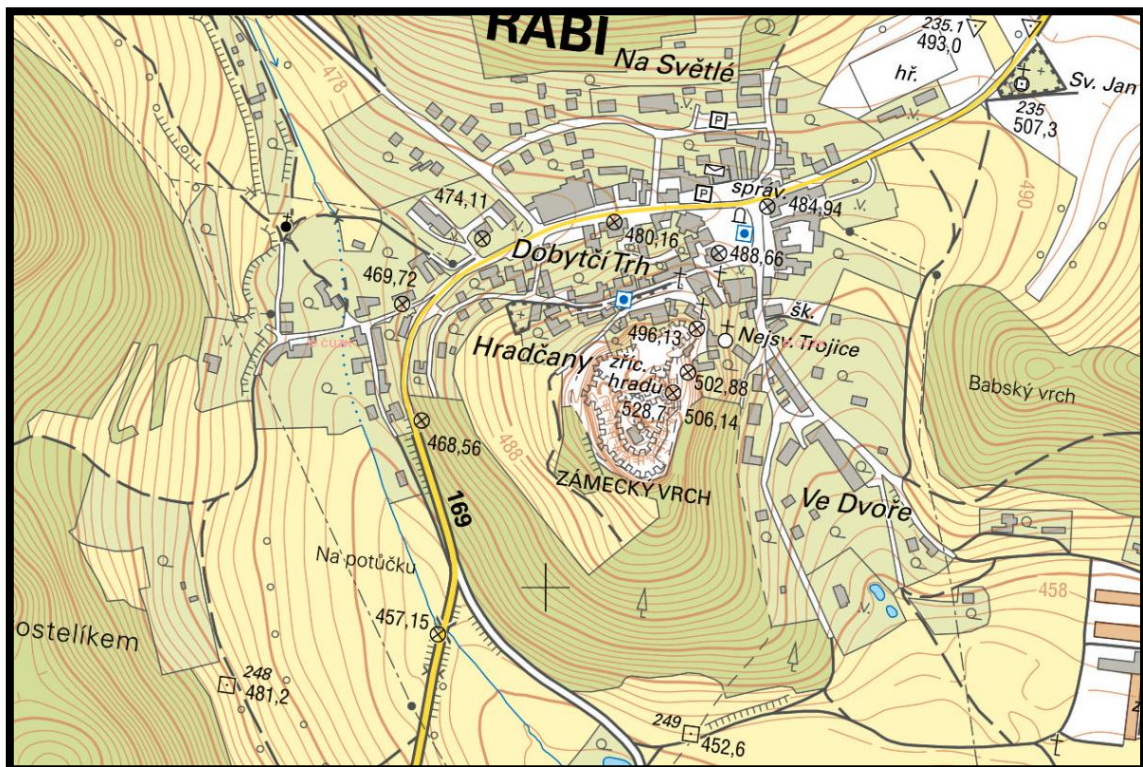 RABÍ
Na Světlé
235.1
493,0
hř.
Sv. Jan
235
507,3
478
P
P
správ.
474,11
484,94
490
480,16
488,66
Dobytčí Trh
469,72
šk.
Nejsv. Trojice
496,13
Hradčany
zříc.
hradu
502,88
528,7
506,14
Babský vrch
468,56
488
ZÁMECKÝ VRCH
169
Ve Dvoře
Na potůčku
458
457,15
ostelíkem
248
481,2
249
452,6